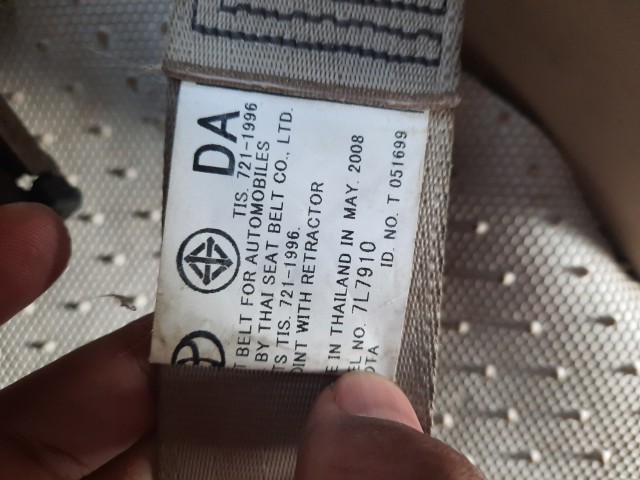 DA
TIS. 721-1996
T BELT FOR AUTOMOBILES
BY THAI SEAT BELT CO., LTD.
TS TIS. 721-1996.
OINT WITH RETRACTOR
E IN THAILAND IN MAY. 2008
EL NO. 7L7910
ID. NO. T 051699
OTA